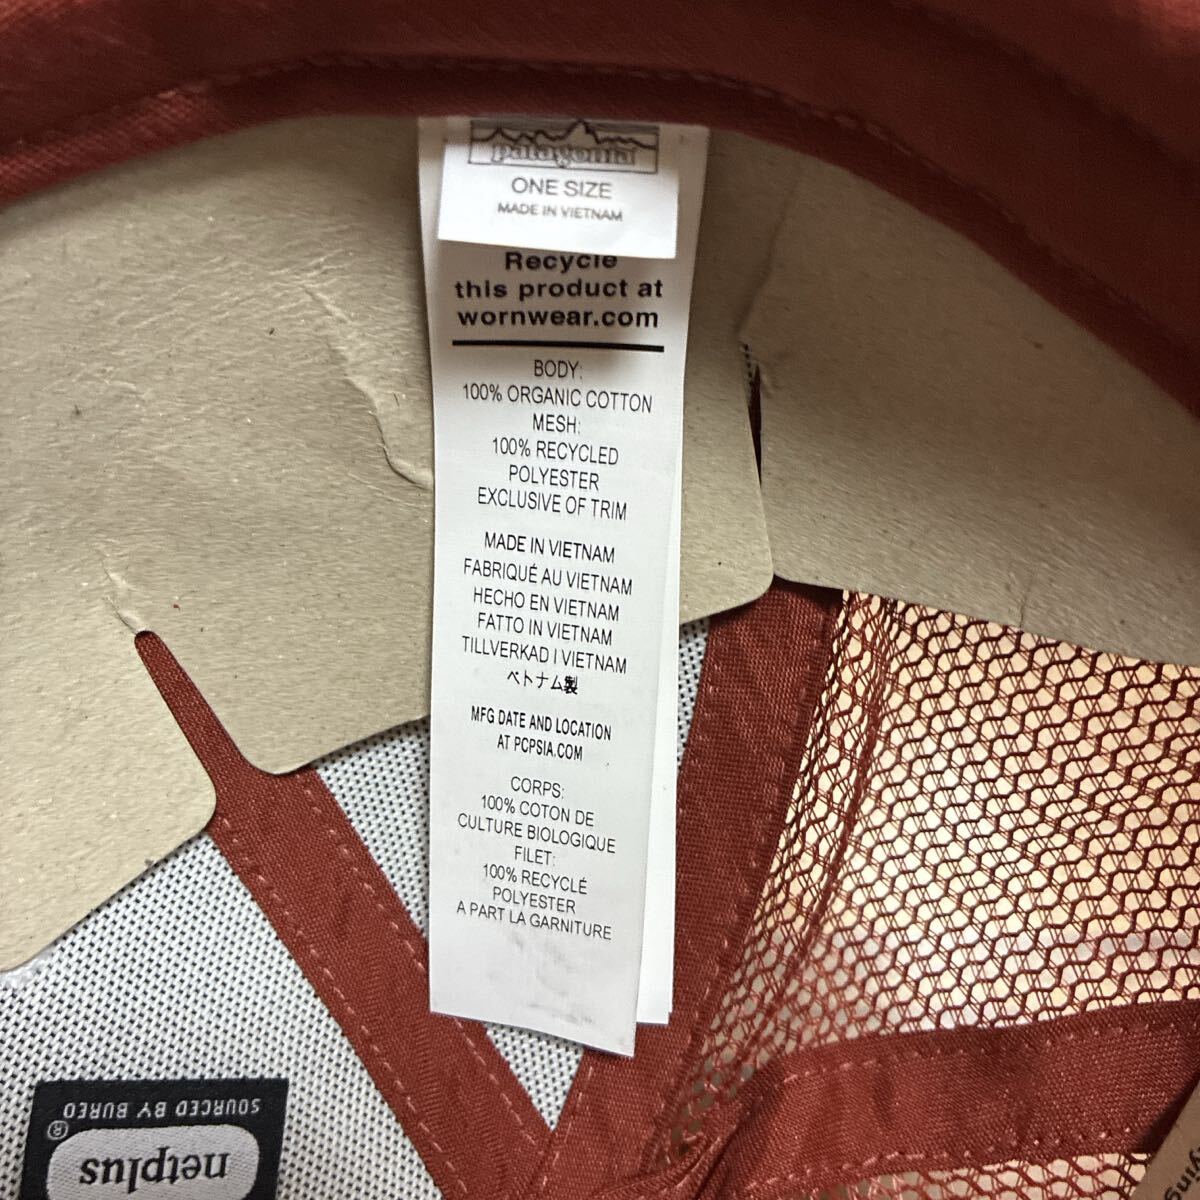 patagonia
ONE SIZE
MADE IN VIETNAM
Recycle
this product at
wornwear.com
BODY:
100% ORGANIC COTTON
MESH:
100% RECYCLED
POLYESTER
EXCLUSIVE OF TRIM
MADE IN VIETNAM
FABRIQUÉ AU VIETNAM
HECHO EN VIETNAM
FATTO IN VIETNAM
TILLVERKAD I VIETNAM
ベトナム製
MFG DATE AND LOCATION
AT PCPSIA.COM
CORPS:
100% COTON DE
CULTURE BIOLOGIQUE
FILET:
100% RECYCLÉ
POLYESTER
A PART LA GARNITURE
netplus®
SOURCED BY BUREO